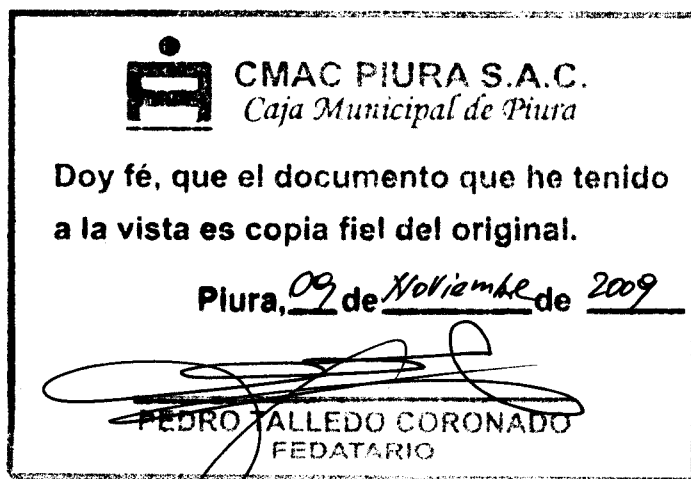 CMAC PIURA S.A.C.
Caja Municipal de Piura
Doy fé, que el documento que he tenido
a la vista es copia fiel del original.
Piura, 09 de Noviembre de 2009
PEDRO TALLEDO CORONADO
FEDATARIO